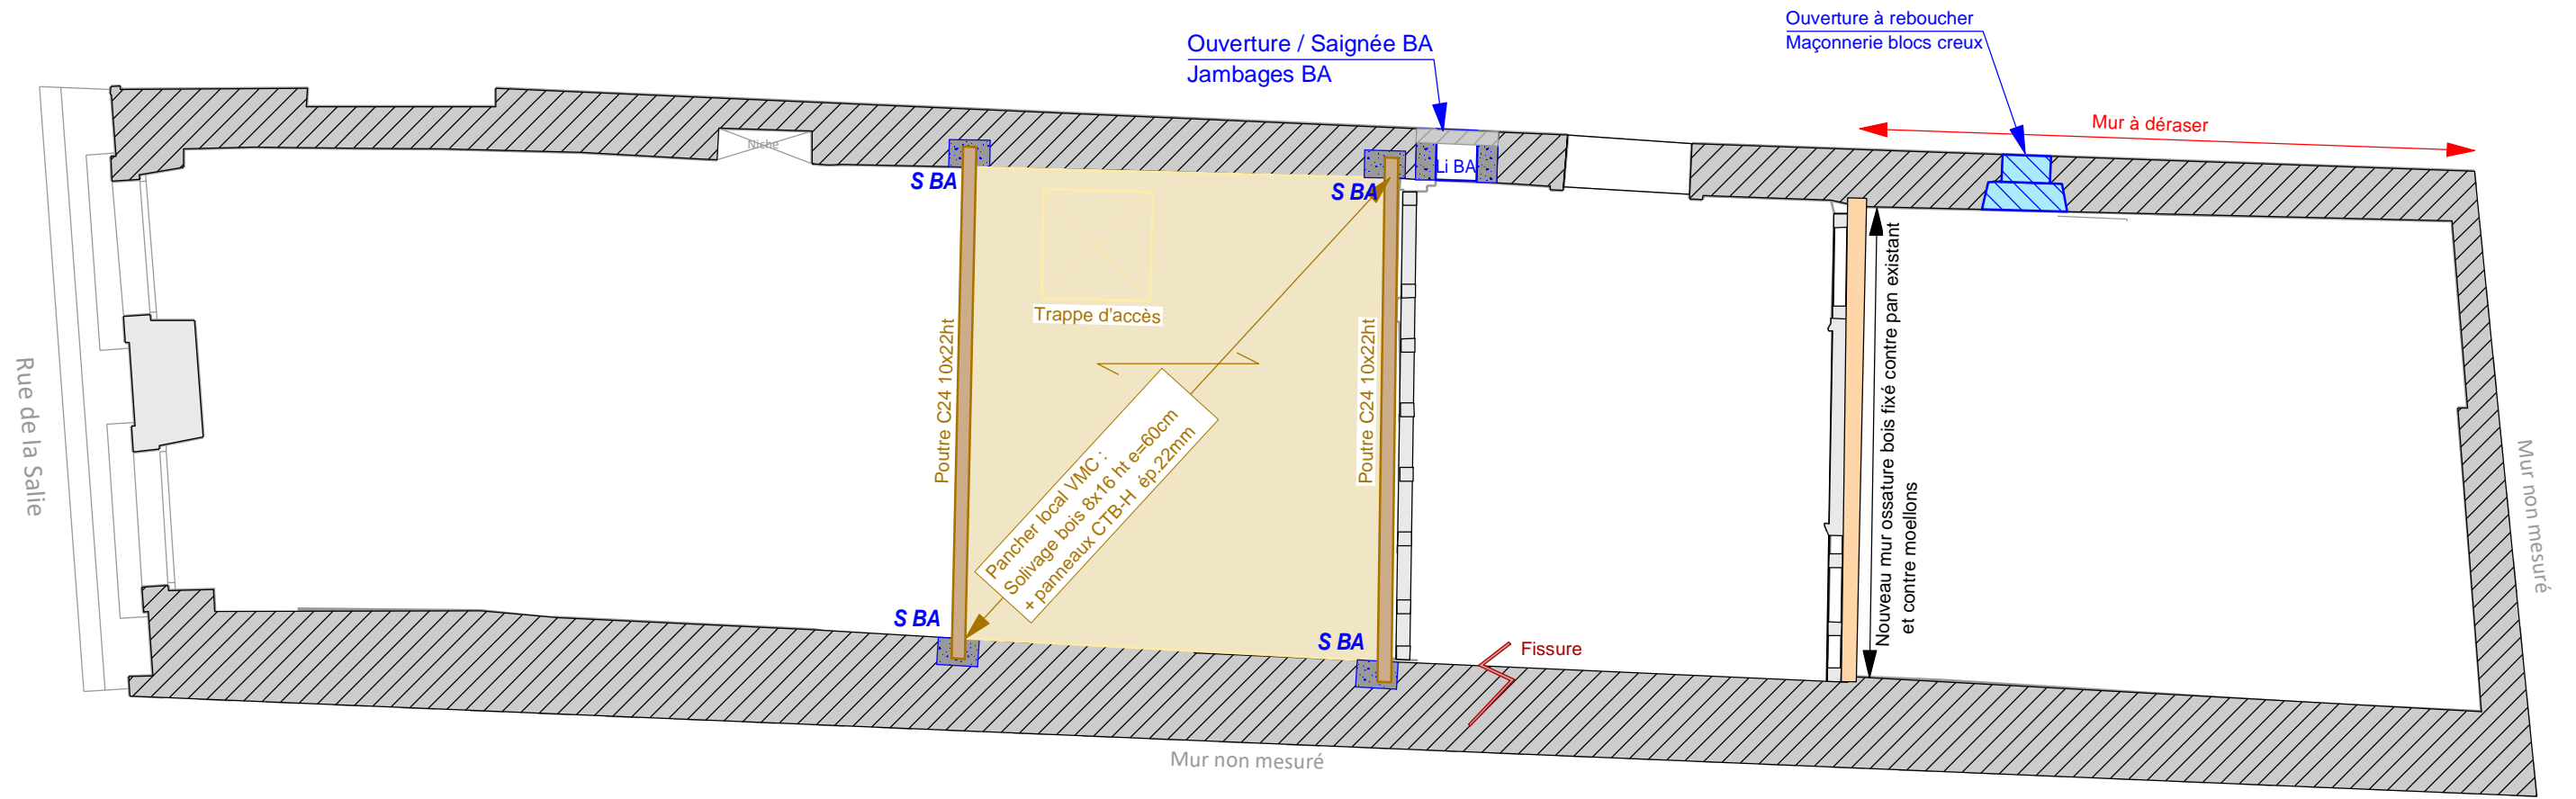 Ouverture à reboucher
Maçonnerie blocs creux
Ouverture / Saignée BA
Jambages BA
Mur à déraser
Niche
Li BA
S BA
S BA
Trappe d'accès
Poutre C24 10x22ht
Poutre C24 10x22ht
Pancher local VMC :
Solivage bois 8x16 ht e=60cm
+ panneaux CTB-H ép.22mm
Nouveau mur ossature bois fixé contre pan existant
et contre moellons
Rue de la Salie
Mur non mesuré
S BA
S BA
Fissure
Mur non mesuré